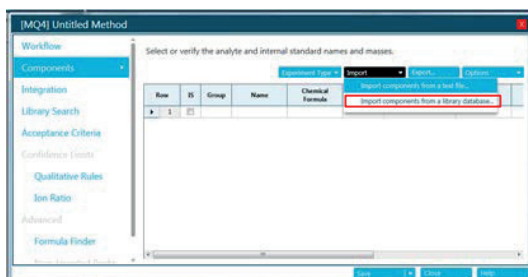 [MQ4] Untitled Method
Workflow
Components
Integration
Library Search
Acceptance Criteria
Confidence Limits
Qualitative Rules
Ion Ratio
Advanced
Formula Finder
Select or verify the analyte and internal standard names and masses.
Experiment Type
Import
Export...
Options
Import components from a text file...
Import components from a library database...
Row
IS
Group
Name
Chemical
Formula
1
Save
Close
Help